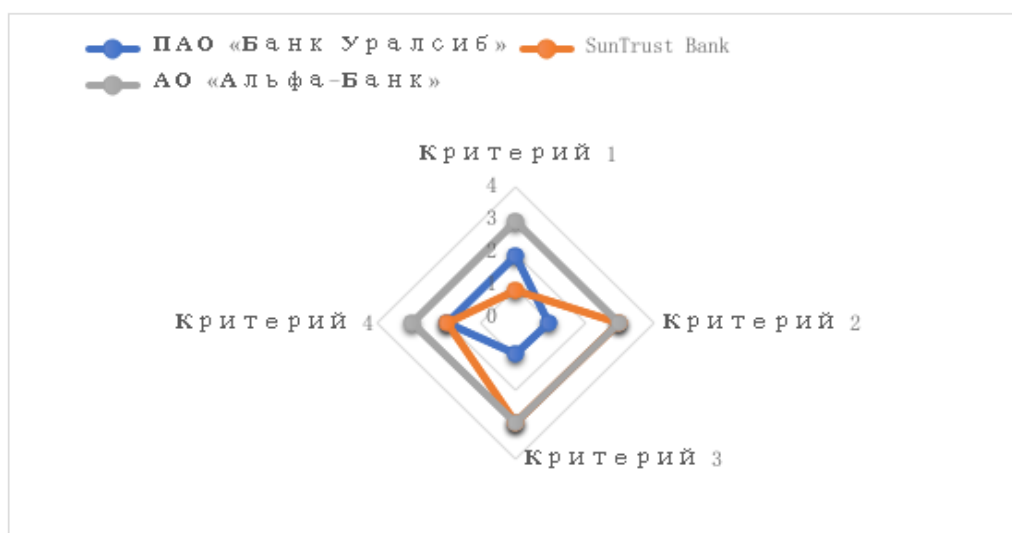 ПАО «Банк Уралсиб» SunTrust Bank
АО «Альфа-Банк»
Критерий 1
4
3
2
1
0
Критерий 4
Критерий 2
Критерий 3